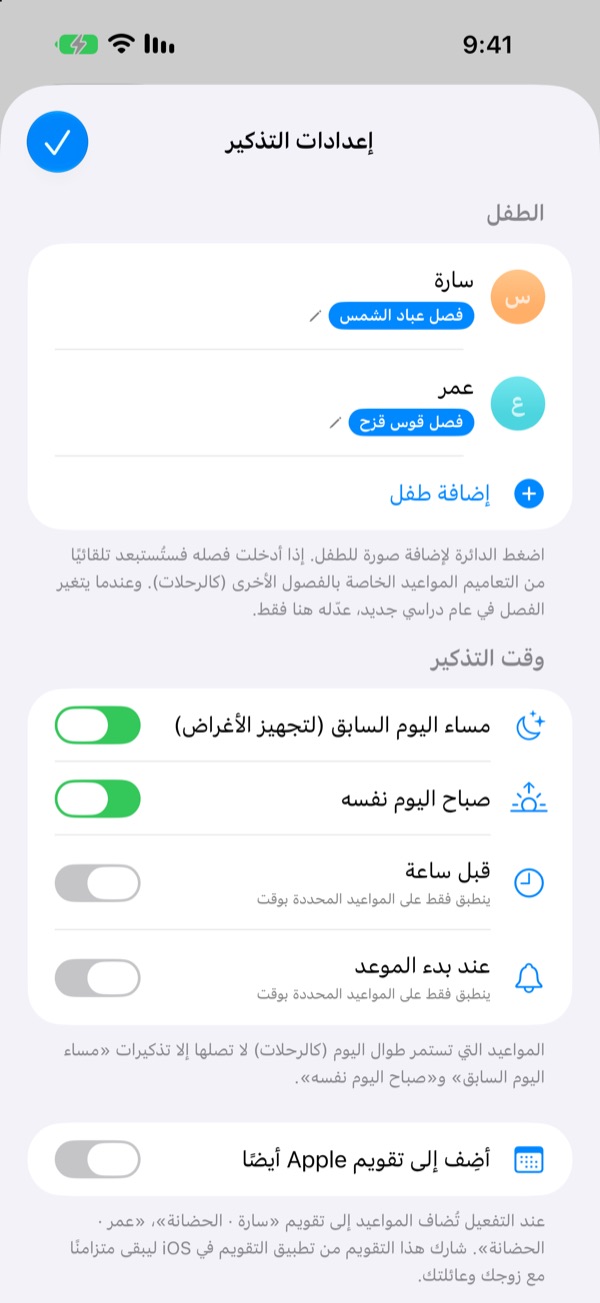 9:41
إعدادات التذكير
الطفل
س
سارة
فصل عباد الشمس
ع
عمر
فصل قوس قزح
إضافة طفل
اضغط الدائرة لإضافة صورة للطفل. إذا أدخلت فصله فستُستبعد تلقائيًا
من التعاميم المواعيد الخاصة بالفصول الأخرى (كالرحلات). وعندما يتغير
الفصل في عام دراسي جديد، عدّله هنا فقط.
وقت التذكير
مساء اليوم السابق (لتجهيز الأغراض)
صباح اليوم نفسه
قبل ساعة
ينطبق فقط على المواعيد المحددة بوقت
عند بدء الموعد
ينطبق فقط على المواعيد المحددة بوقت
المواعيد التي تستمر طوال اليوم (كالرحلات) لا تصلها إلا تذكيرات «مساء
اليوم السابق» و«صباح اليوم نفسه».
أضِف إلى تقويم Apple أيضًا
عند التفعيل تُضاف المواعيد إلى تقويم «سارة · الحضانة»، «عمر ·
الحضانة». شارك هذا التقويم من تطبيق التقويم في iOS ليبقى متزامنًا
مع زوجك وعائلتك.